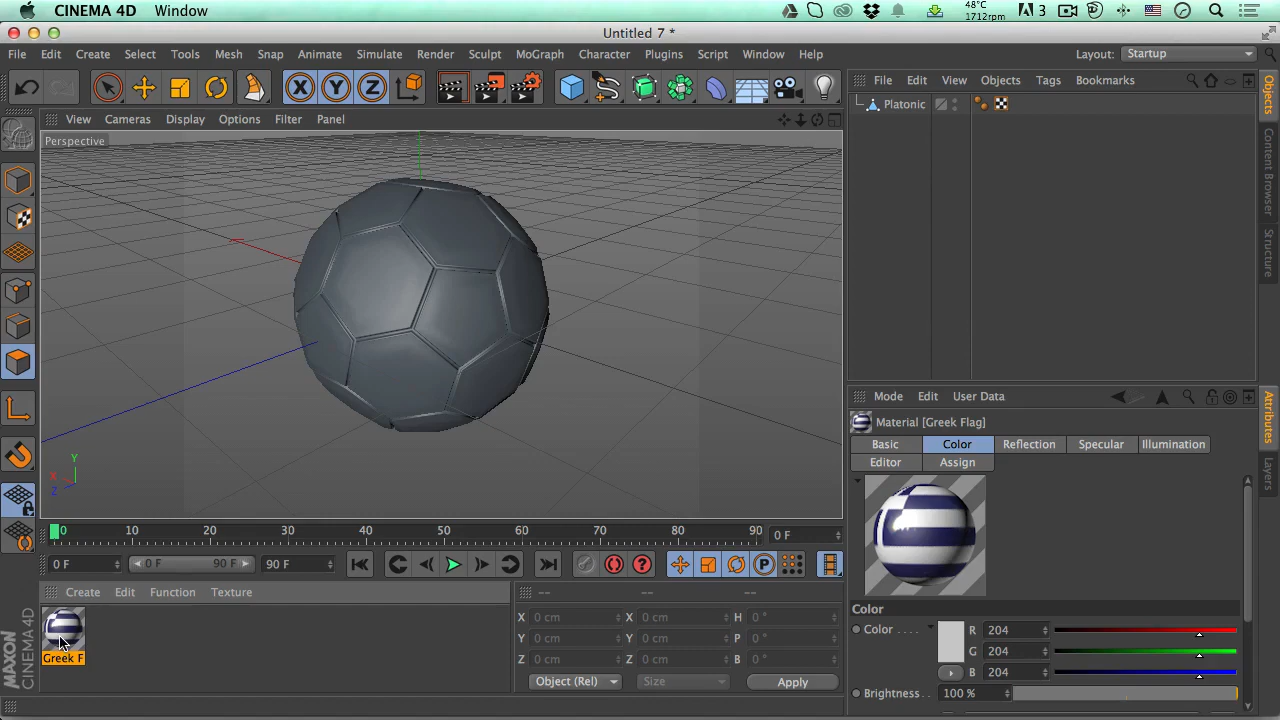 CINEMA 4D Window 48°C 1712rpm 3
Untitled 7 *
File Edit Create Select Tools Mesh Snap Animate Simulate Render Sculpt MoGraph Character Plugins Script Window Help Layout: Startup
X Y Z
File Edit View Objects Tags Bookmarks
View Cameras Display Options Filter Panel
Perspective
Platonic
Objects
Content Browser
Structure
Mode Edit User Data
Material [Greek Flag]
Basic Color Reflection Specular Illumination
Editor Assign
Attributes
Layers
Y
X
Z
0 10 20 30 40 50 60 70 80 90 0 F
0 F 0 F 90 F 90 F P
Create Edit Function Texture
-- -- --
Greek F
X 0 cm X 0 cm H 0 °
Y 0 cm Y 0 cm P 0 °
Z 0 cm Z 0 cm B 0 °
Object (Rel) Size Apply
Color
Color R 204
G 204
B 204
Brightness 100 %
MAXON
CINEMA 4D